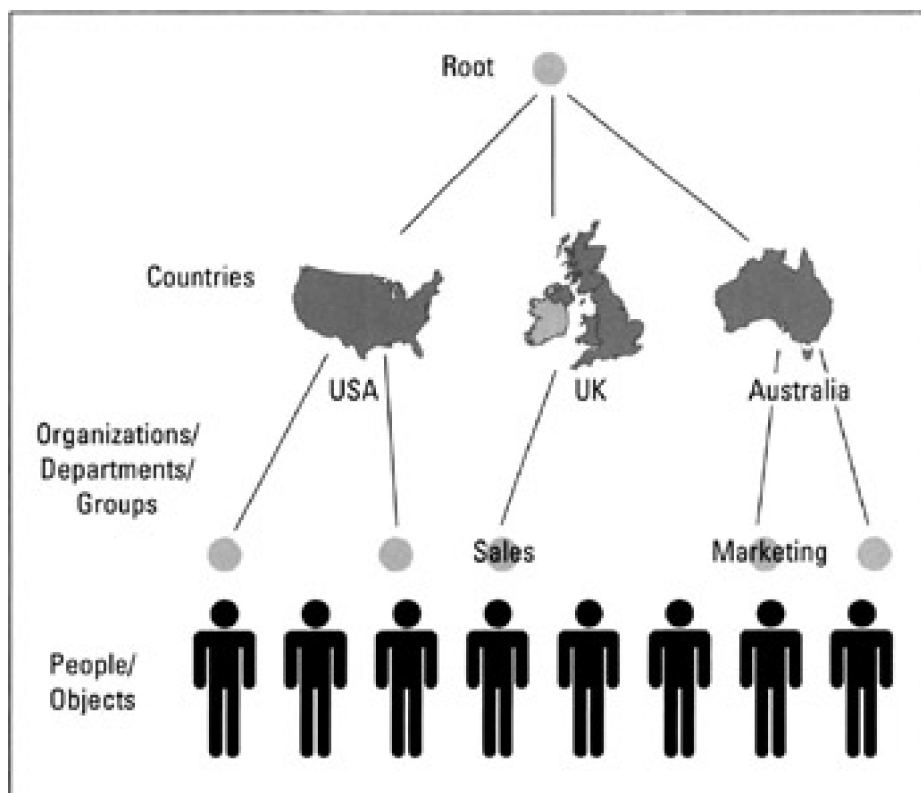 Root
Countries
USA
UK
Australia
Organizations/
Departments/
Groups
Sales
Marketing
People/
Objects